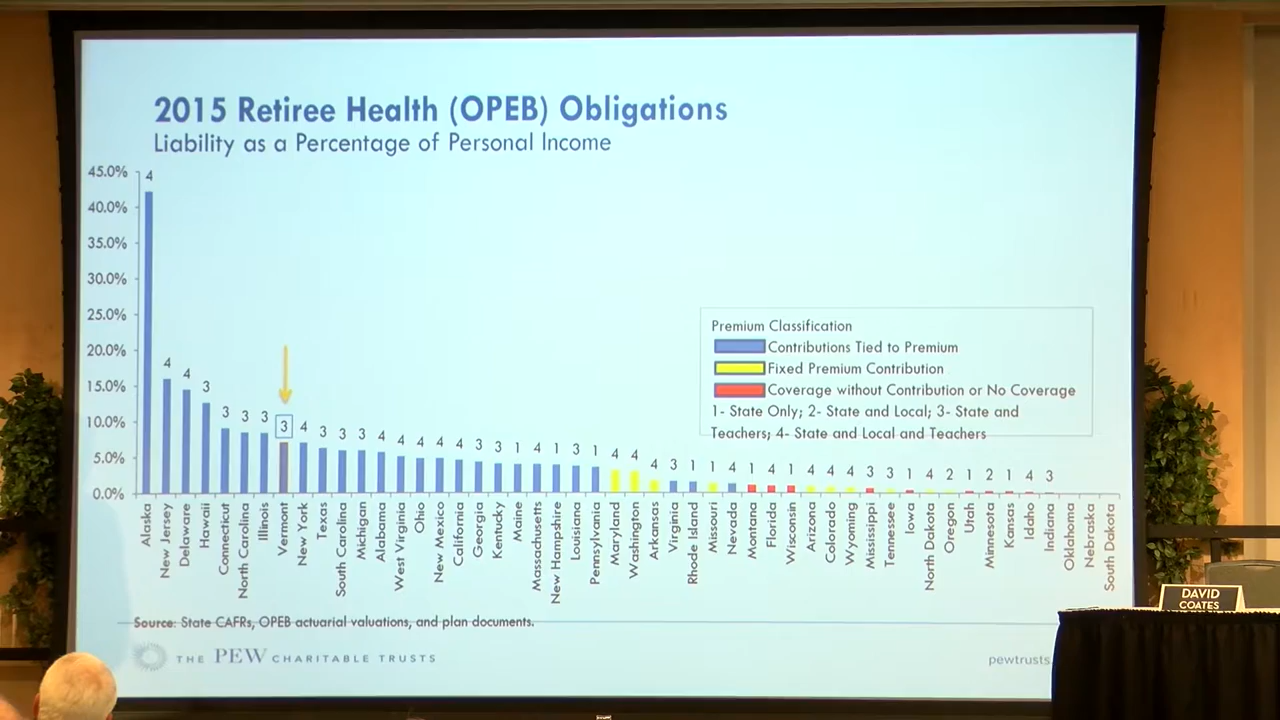 2015 Retiree Health (OPEB) Obligations
Liability as a Percentage of Personal Income
45.0%
40.0%
35.0%
30.0%
25.0%
20.0%
15.0%
10.0%
5.0%
0.0%
4 4 4 3 3 3 3 3 4 3 3 3 4 4 4 4 4 3 3 1 4 1 3 1 4 4 4 3 1 1 4 1 4 1 4 4 4 3 3 1 4 2 1 2 1 4 3
Premium Classification
Contributions Tied to Premium
Fixed Premium Contribution
Coverage without Contribution or No Coverage
1- State Only; 2- State and Local; 3- State and
Teachers; 4- State and Local and Teachers
Alaska
New Jersey
Delaware
Hawaii
Connecticut
North Carolina
Illinois
Vermont
New York
Texas
South Carolina
Michigan
Alabama
West Virginia
Ohio
New Mexico
California
Georgia
Kentucky
Maine
Massachusetts
New Hampshire
Louisiana
Pennsylvania
Maryland
Washington
Arkansas
Virginia
Rhode Island
Missouri
Nevada
Montana
Florida
Wisconsin
Arizona
Colorado
Wyoming
Mississippi
Tennessee
Iowa
North Dakota
Oregon
Utah
Minnesota
Kansas
Idaho
Indiana
Oklahoma
Nebraska
South Dakota
Source: State CAFRs, OPEB actuarial valuations, and plan documents.
THE PEW CHARITABLE TRUSTS
pewtrusts.
DAVID
COATES